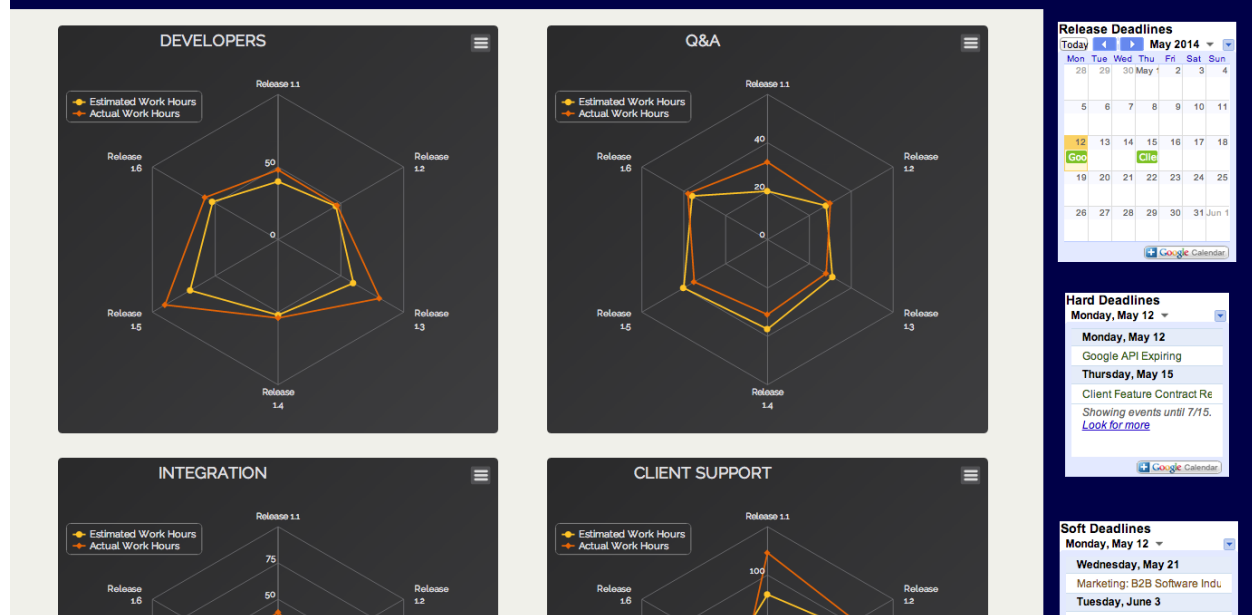 DEVELOPERS
Estimated Work Hours
Actual Work Hours
Release 1.1
Release
1.2
Release
1.3
Release
1.4
Release
1.5
Release
1.6
50
0
Q&A
Estimated Work Hours
Actual Work Hours
Release 1.1
Release
1.2
Release
1.3
Release
1.4
Release
1.5
Release
1.6
40
20
0
INTEGRATION
Estimated Work Hours
Actual Work Hours
Release 1.1
75
50
Release
1.6
Release
1.2
CLIENT SUPPORT
Estimated Work Hours
Actual Work Hours
Release 1.1
100
Release
1.6
Release
1.2
Release Deadlines
Today May 2014
Mon Tue Wed Thu Fri Sat Sun
28 29 30 May 1 2 3 4
5 6 7 8 9 10 11
12 13 14 15 16 17 18
Goo Clie
19 20 21 22 23 24 25
26 27 28 29 30 31 Jun 1
Google Calendar
Hard Deadlines
Monday, May 12
Monday, May 12
Google API Expiring
Thursday, May 15
Client Feature Contract Re
Showing events until 7/15.
Look for more
Google Calendar
Soft Deadlines
Monday, May 12
Wednesday, May 21
Marketing: B2B Software Indu
Tuesday, June 3